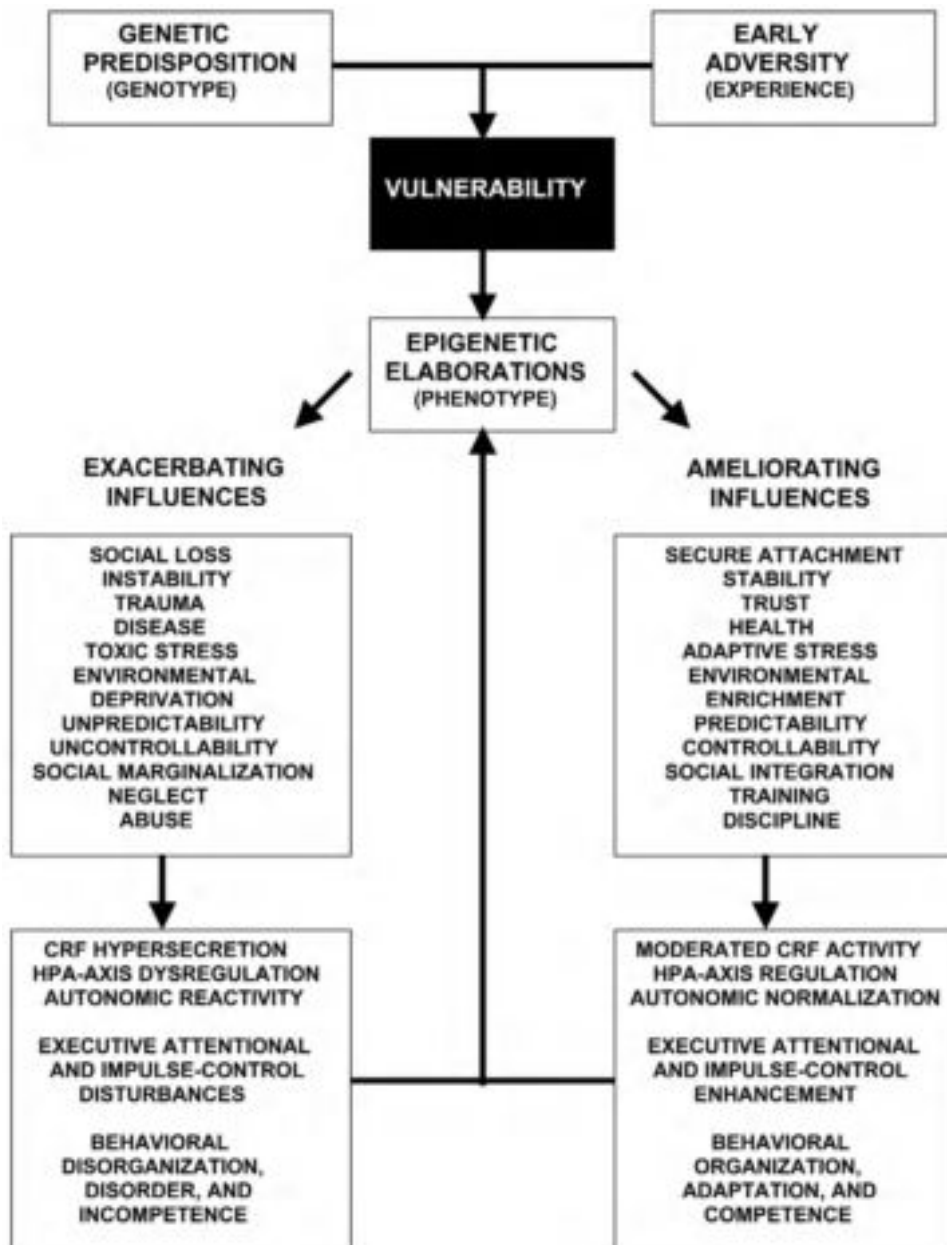 GENETIC
PREDISPOSITION
(GENOTYPE)
EARLY
ADVERSITY
(EXPERIENCE)
VULNERABILITY
EPIGENETIC
ELABORATIONS
(PHENOTYPE)
EXACERBATING
INFLUENCES
AMELIORATING
INFLUENCES
SOCIAL LOSS
INSTABILITY
TRAUMA
DISEASE
TOXIC STRESS
ENVIRONMENTAL
DEPRIVATION
UNPREDICTABILITY
UNCONTROLLABILITY
SOCIAL MARGINALIZATION
NEGLECT
ABUSE
SECURE ATTACHMENT
STABILITY
TRUST
HEALTH
ADAPTIVE STRESS
ENVIRONMENTAL
ENRICHMENT
PREDICTABILITY
CONTROLLABILITY
SOCIAL INTEGRATION
TRAINING
DISCIPLINE
CRF HYPERSECRETION
HPA-AXIS DYSREGULATION
AUTONOMIC REACTIVITY
EXECUTIVE ATTENTIONAL
AND IMPULSE-CONTROL
DISTURBANCES
BEHAVIORAL
DISORGANIZATION,
DISORDER, AND
INCOMPETENCE
MODERATED CRF ACTIVITY
HPA-AXIS REGULATION
AUTONOMIC NORMALIZATION
EXECUTIVE ATTENTIONAL
AND IMPULSE-CONTROL
ENHANCEMENT
BEHAVIORAL
ORGANIZATION,
ADAPTATION, AND
COMPETENCE